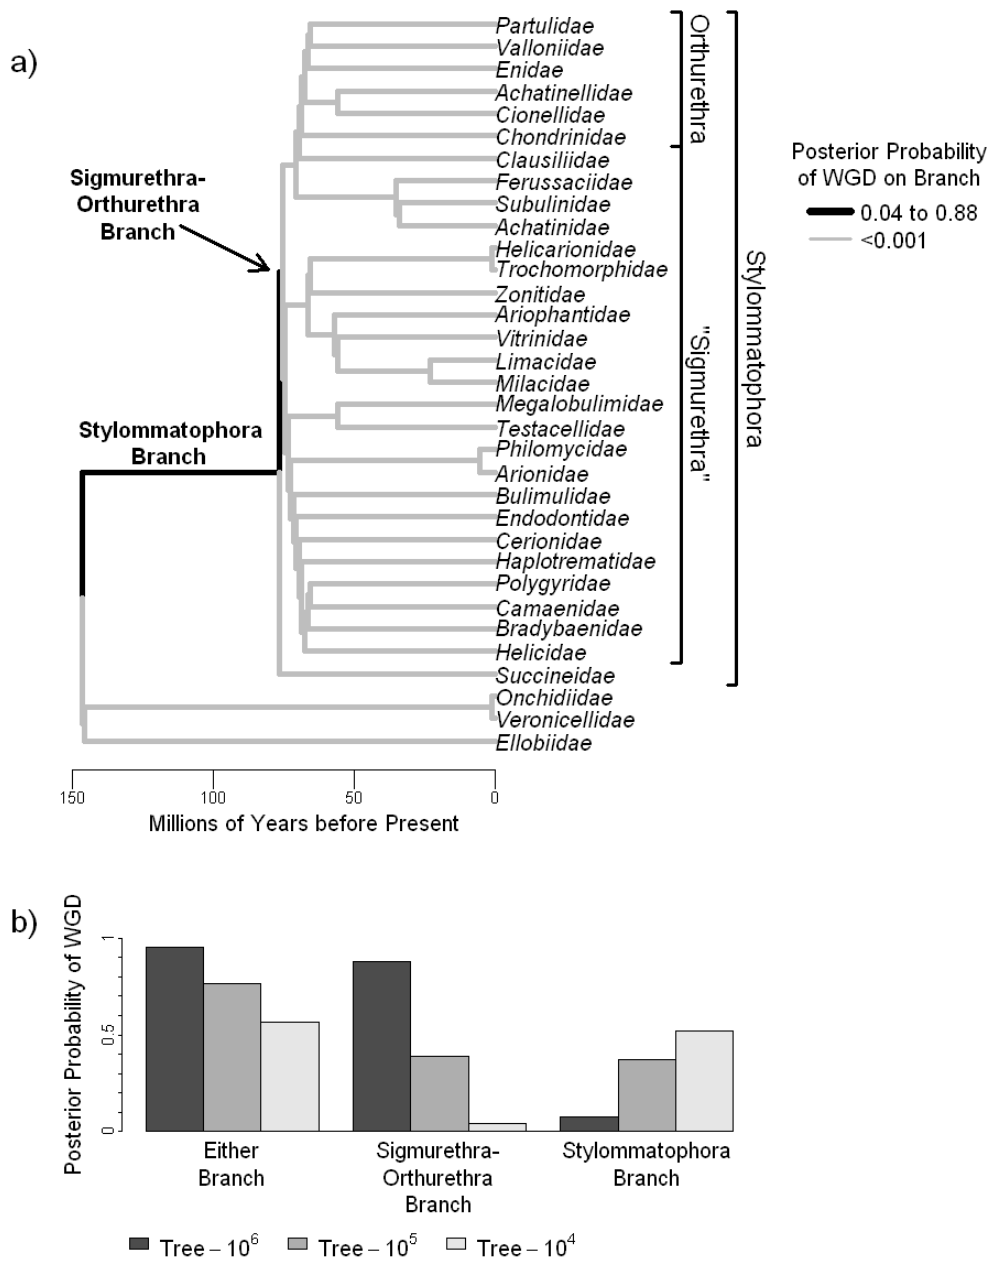 a)
Partulidae
Valloniidae
Enidae
Achatinellidae
Cionellidae
Chondrinidae
Clausiliidae
Ferussaciidae
Subulinidae
Achatinidae
Helicarionidae
Trochomorphidae
Zonitidae
Ariophantidae
Vitrinidae
Limacidae
Milacidae
Megalobulimidae
Testacellidae
Philomycidae
Arionidae
Bulimulidae
Endodontidae
Cerionidae
Haplotrematidae
Polygyridae
Camaenidae
Bradybaenidae
Helicidae
Succineidae
Onchidiidae
Veronicellidae
Ellobiidae
Orthurethra
"Sigmurethra"
Stylommatophora
Sigmurethra-
Orthurethra
Branch
Stylommatophora
Branch
Posterior Probability
of WGD on Branch
0.04 to 0.88
<0.001
150 100 50 0
Millions of Years before Present
b)
Posterior Probability of WGD
1
0.5
0
Either
Branch
Sigmurethra-
Orthurethra
Branch
Stylommatophora
Branch
Tree – 10⁶ Tree – 10⁵ Tree – 10⁴